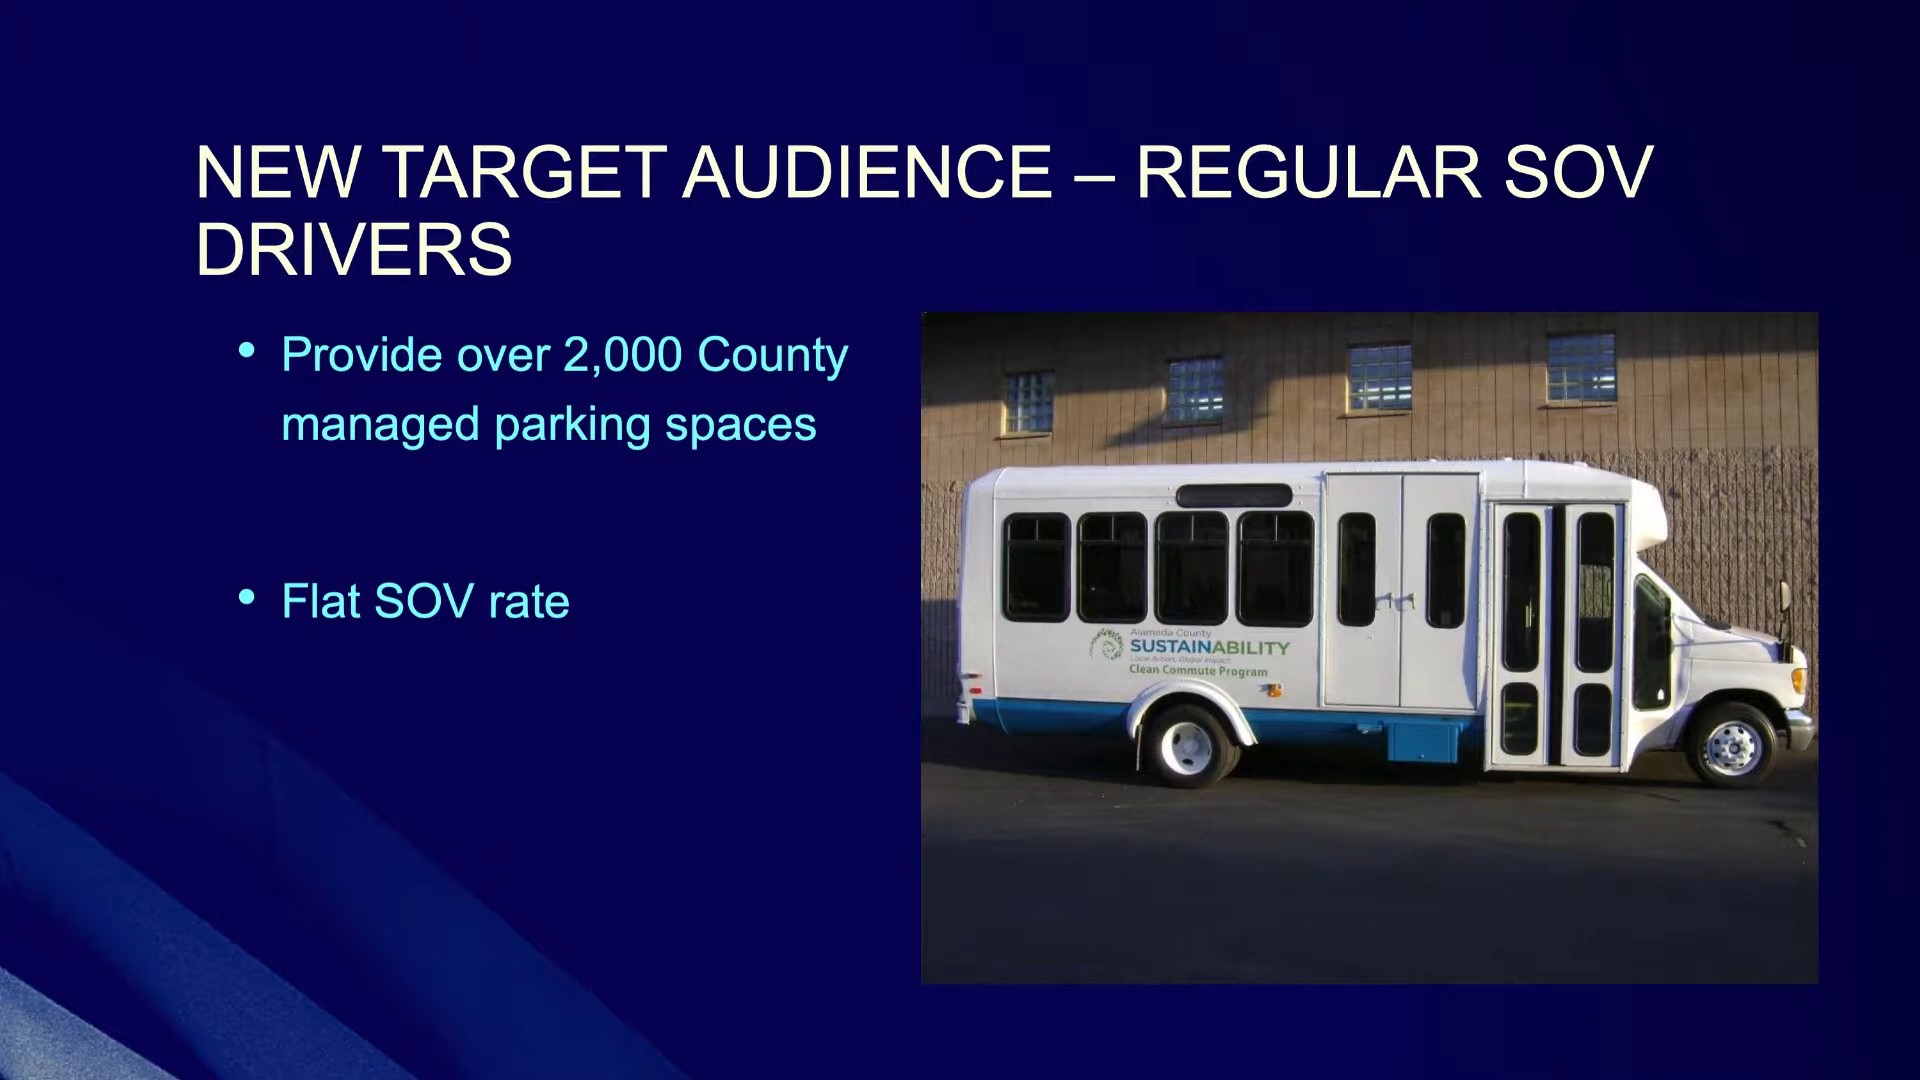 NEW TARGET AUDIENCE – REGULAR SOV
DRIVERS
• Provide over 2,000 County
managed parking spaces
• Flat SOV rate
Alameda County
SUSTAINABILITY
Local Action, Global Impact.
Clean Commute Program